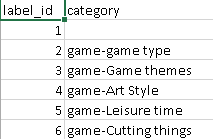 label_id category
1
2 game-game type
3 game-Game themes
4 game-Art Style
5 game-Leisure time
6 game-Cutting things